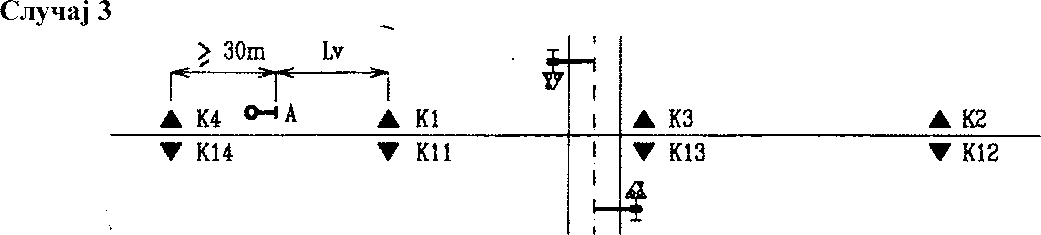 Случај 3
≥ 30m Lv
K4 A K1 K3 K2
K14 K11 K13 K12